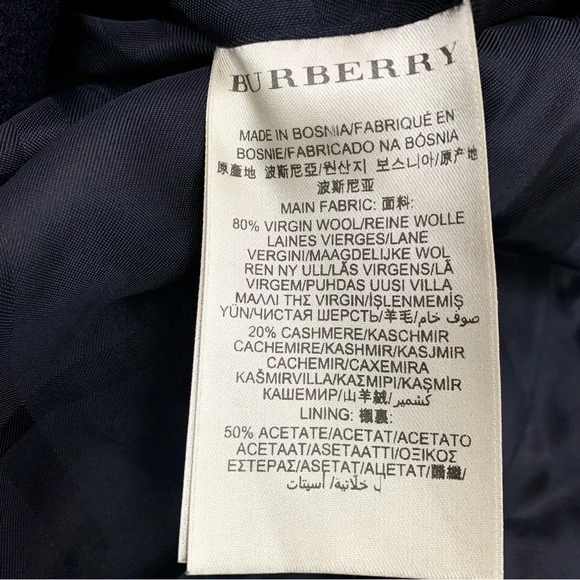 BURBERRY
MADE IN BOSNIA/FABRIQUÉ EN
BOSNIE/FABRICADO NA BÓSNIA
原產地 波斯尼亞/원산지 보스니아/原产地
波斯尼亚
MAIN FABRIC: 面料:
80% VIRGIN WOOL/REINE WOLLE
LAINES VIERGES/LANE
VERGINI/MAAGDELIJKE WOL
REN NY ULL/LÃS VIRGENS/LÃ
VIRGEM/PUHDAS UUSI VILLA
ΜΑΛΛΙ ΤΗΣ VIRGIN/İŞLENMEMİŞ
YÜN/ЧИСТАЯ ШЕРСТЬ/羊毛/صوف خام
20% CASHMERE/KASCHMIR
CACHEMIRE/KASHMIR/KASJMIR
CACHEMIR/CAXEMIRA
KAŠMIRVILLA/ΚΑΣΜΙΡΙ/KAŞMİR
КАШЕМИР/山羊絨/كشمير
LINING: 襯裏:
50% ACETATE/ACETAT/ACETATO
ACETAAT/ASETAATTI/ΟΞΙΚΟΣ
ΕΣΤΕΡΑΣ/ASETAT/АЦЕТАТ/醋纖/
خلاتية/ أسيتات